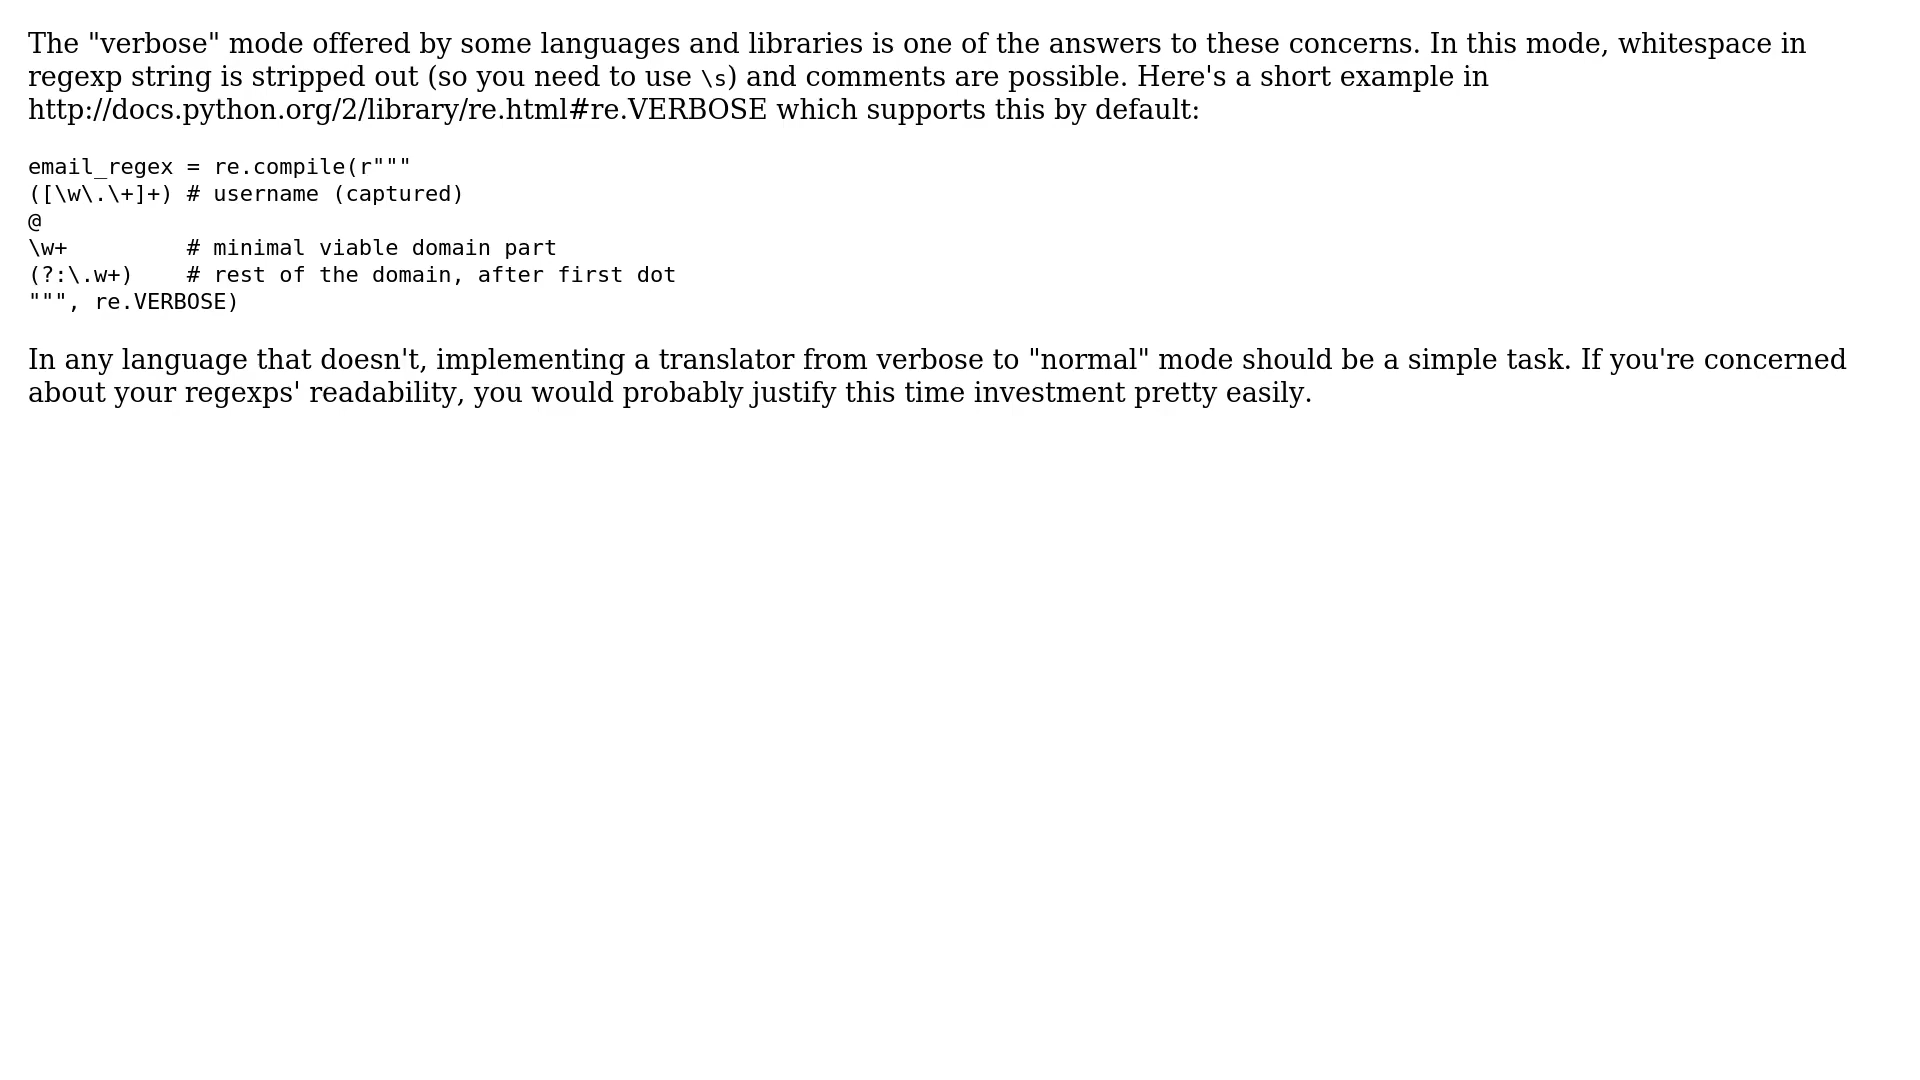 The "verbose" mode offered by some languages and libraries is one of the answers to these concerns. In this mode, whitespace in
regexp string is stripped out (so you need to use \s) and comments are possible. Here's a short example in
http://docs.python.org/2/library/re.html#re.VERBOSE which supports this by default:
email_regex = re.compile(r"""
([\w\.\+]+) # username (captured)
@
\w+         # minimal viable domain part
(?:\.w+)    # rest of the domain, after first dot
""", re.VERBOSE)
In any language that doesn't, implementing a translator from verbose to "normal" mode should be a simple task. If you're concerned
about your regexps' readability, you would probably justify this time investment pretty easily.